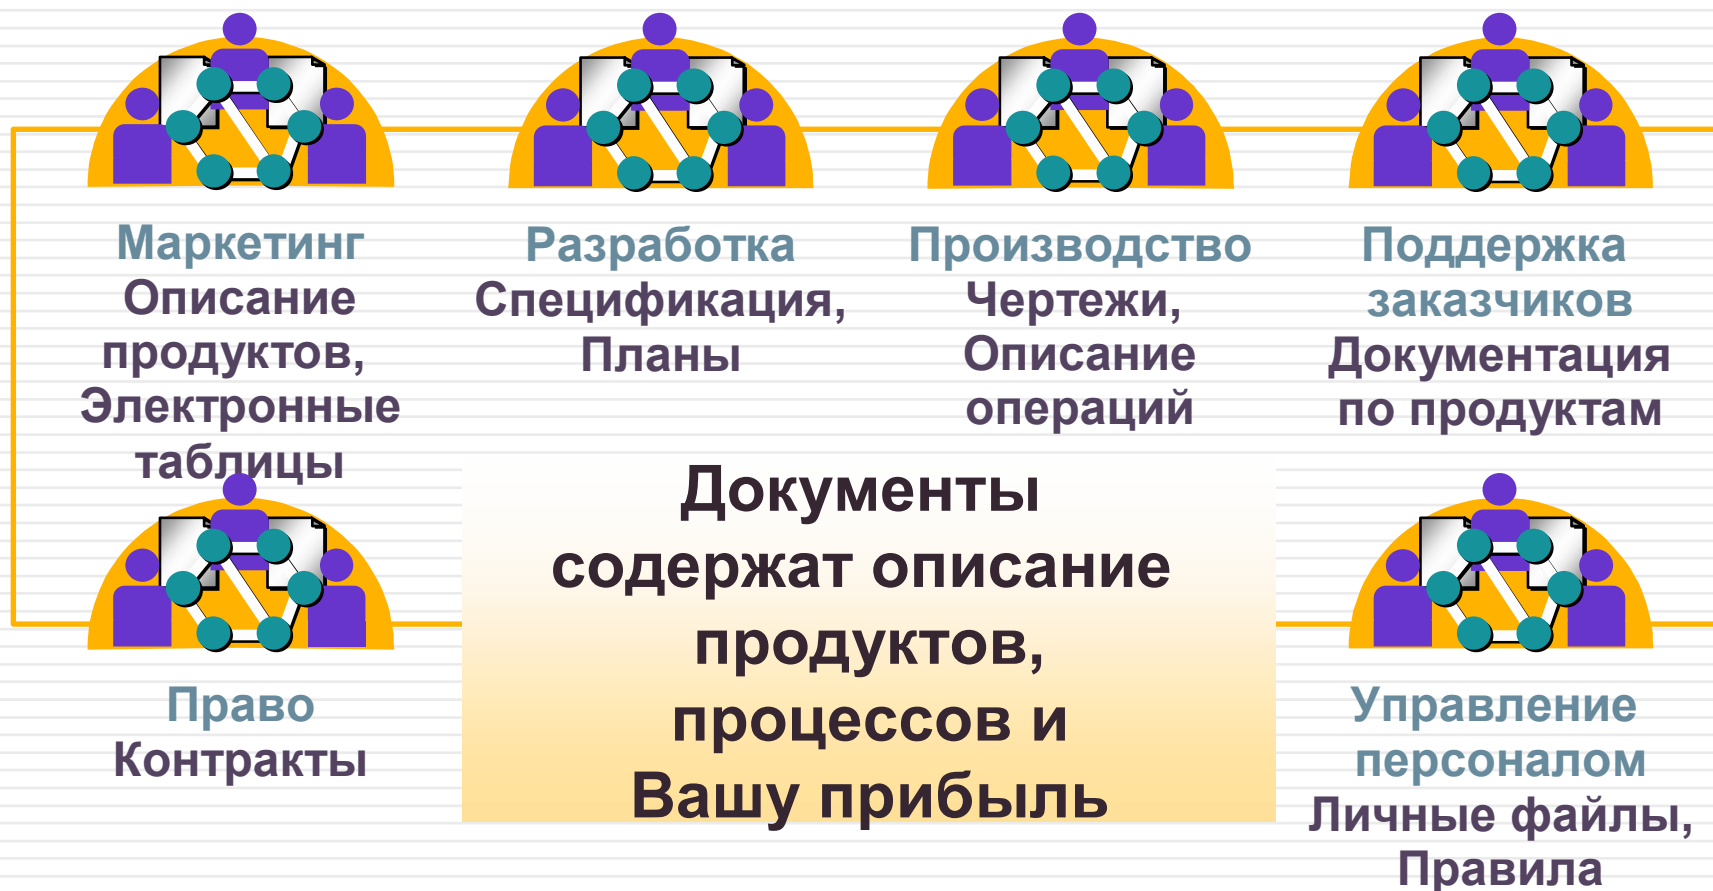 Маркетинг
Описание
продуктов,
Электронные
таблицы
Разработка
Спецификация,
Планы
Производство
Чертежи,
Описание
операций
Поддержка
заказчиков
Документация
по продуктам
Право
Контракты
Документы
содержат описание
продуктов,
процессов и
Вашу прибыль
Управление
персоналом
Личные файлы,
Правила